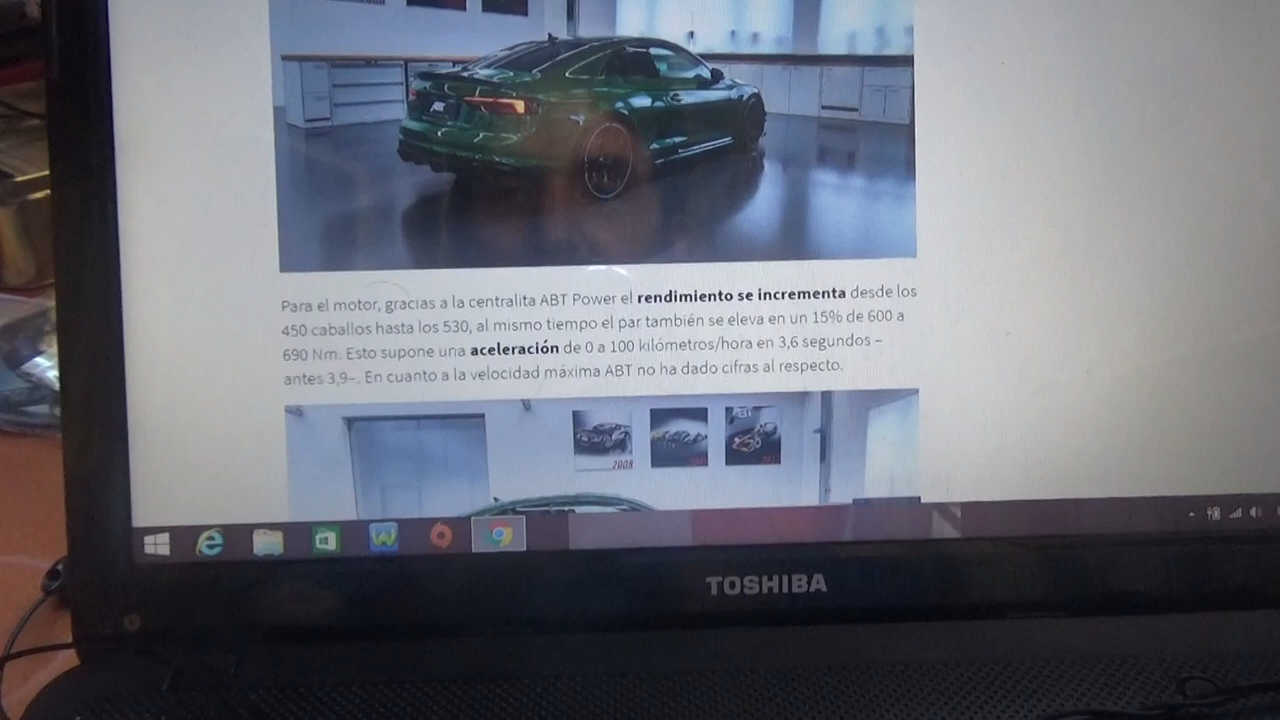 Para el motor, gracias a la centralita ABT Power el rendimiento se incrementa desde los
450 caballos hasta los 530, al mismo tiempo el par también se eleva en un 15% de 600 a
690 Nm. Esto supone una aceleración de 0 a 100 kilómetros/hora en 3,6 segundos –
antes 3,9–. En cuanto a la velocidad máxima ABT no ha dado cifras al respecto.
2008
TOSHIBA